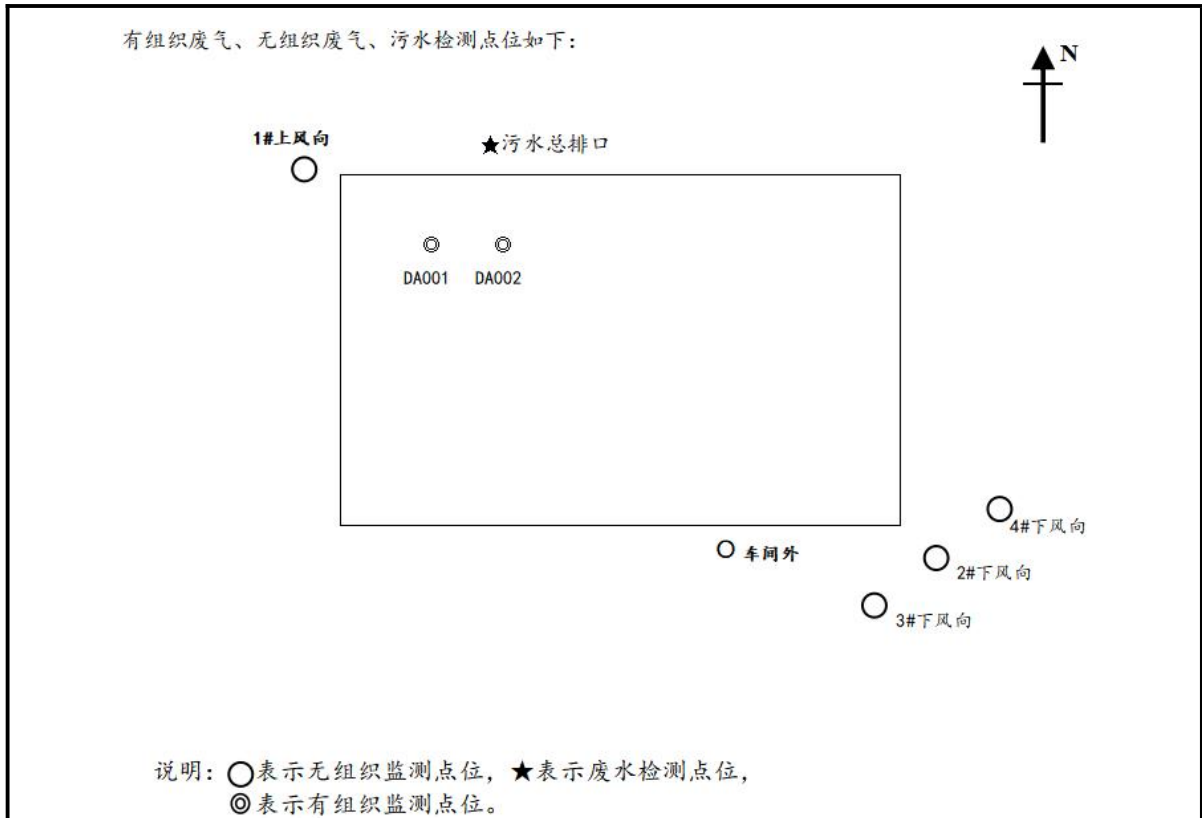 有组织废气、无组织废气、污水检测点位如下：
N
1#上风向
★污水总排口
DA001 DA002
4#下风向
车间外
2#下风向
3#下风向
说明：○表示无组织监测点位，★表示废水检测点位，
◎表示有组织监测点位。